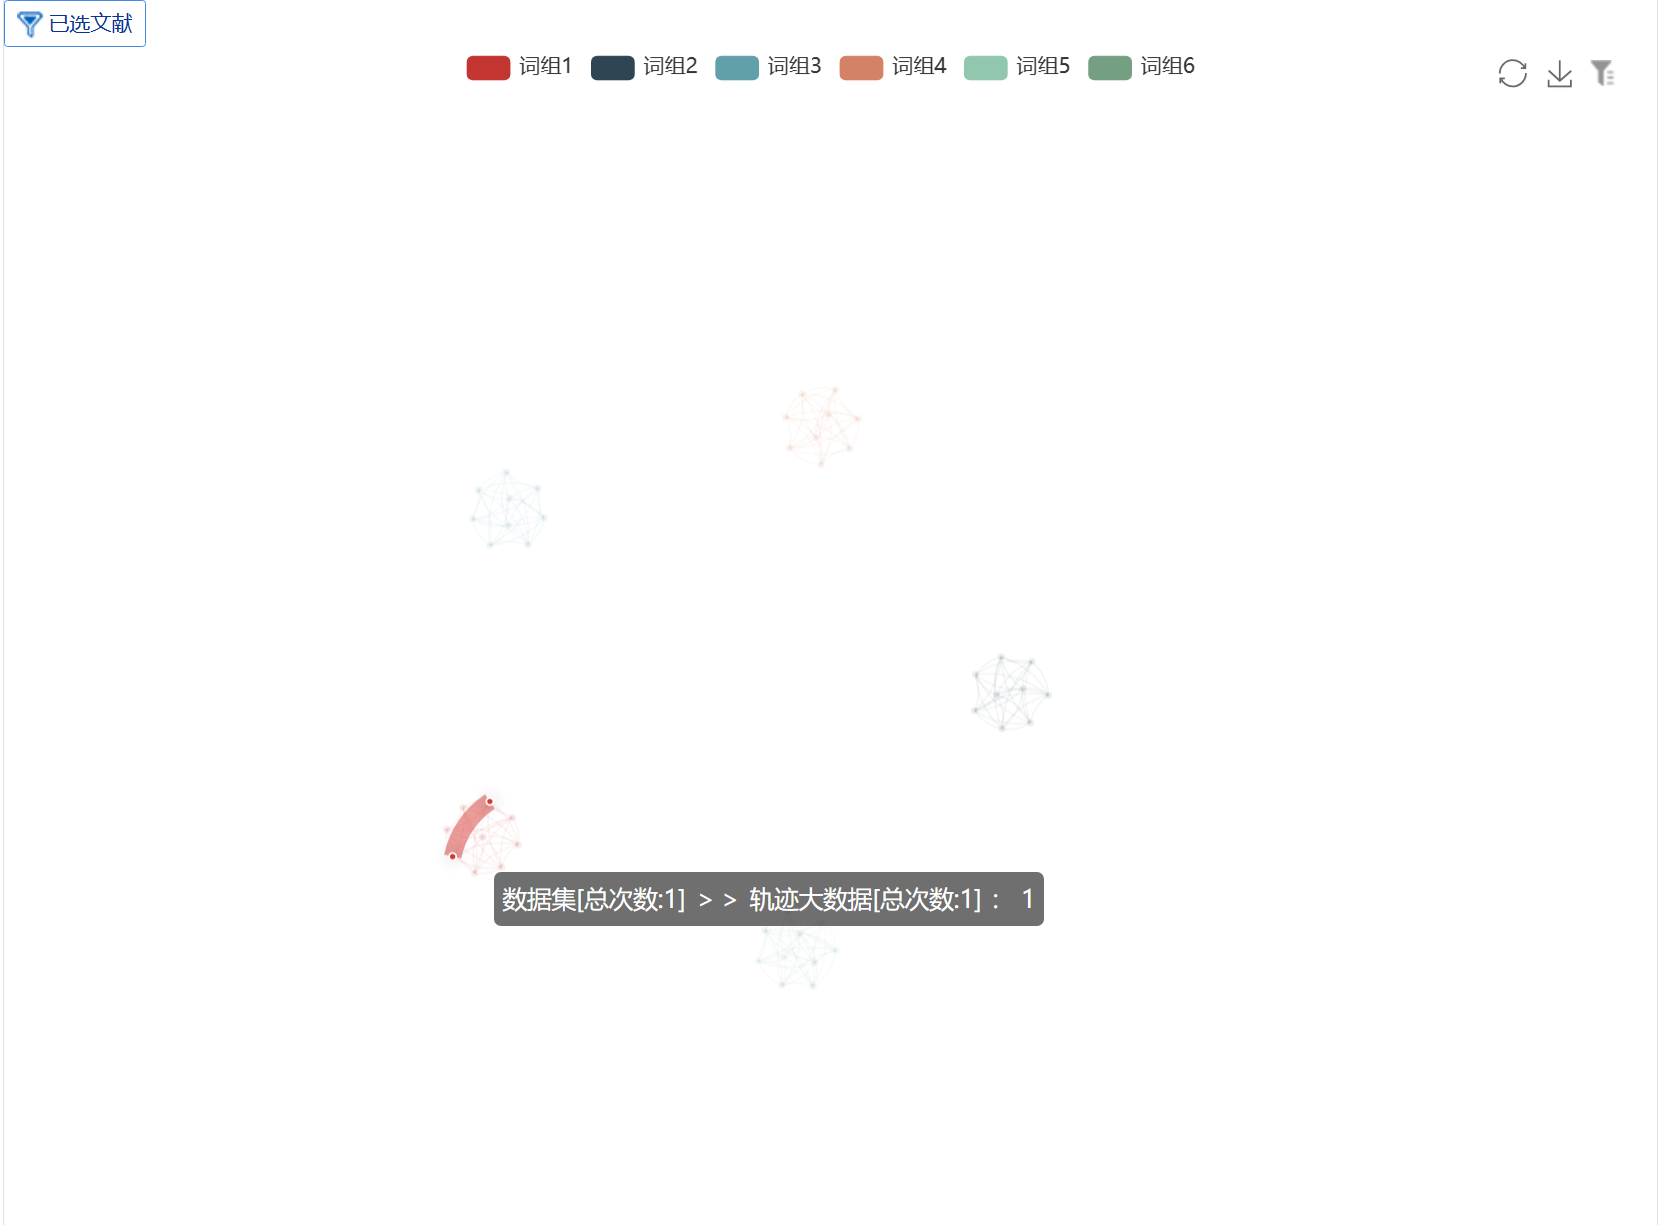 已选文献
词组1 词组2 词组3 词组4 词组5 词组6
数据集[总次数:1] > > 轨迹大数据[总次数:1] : 1